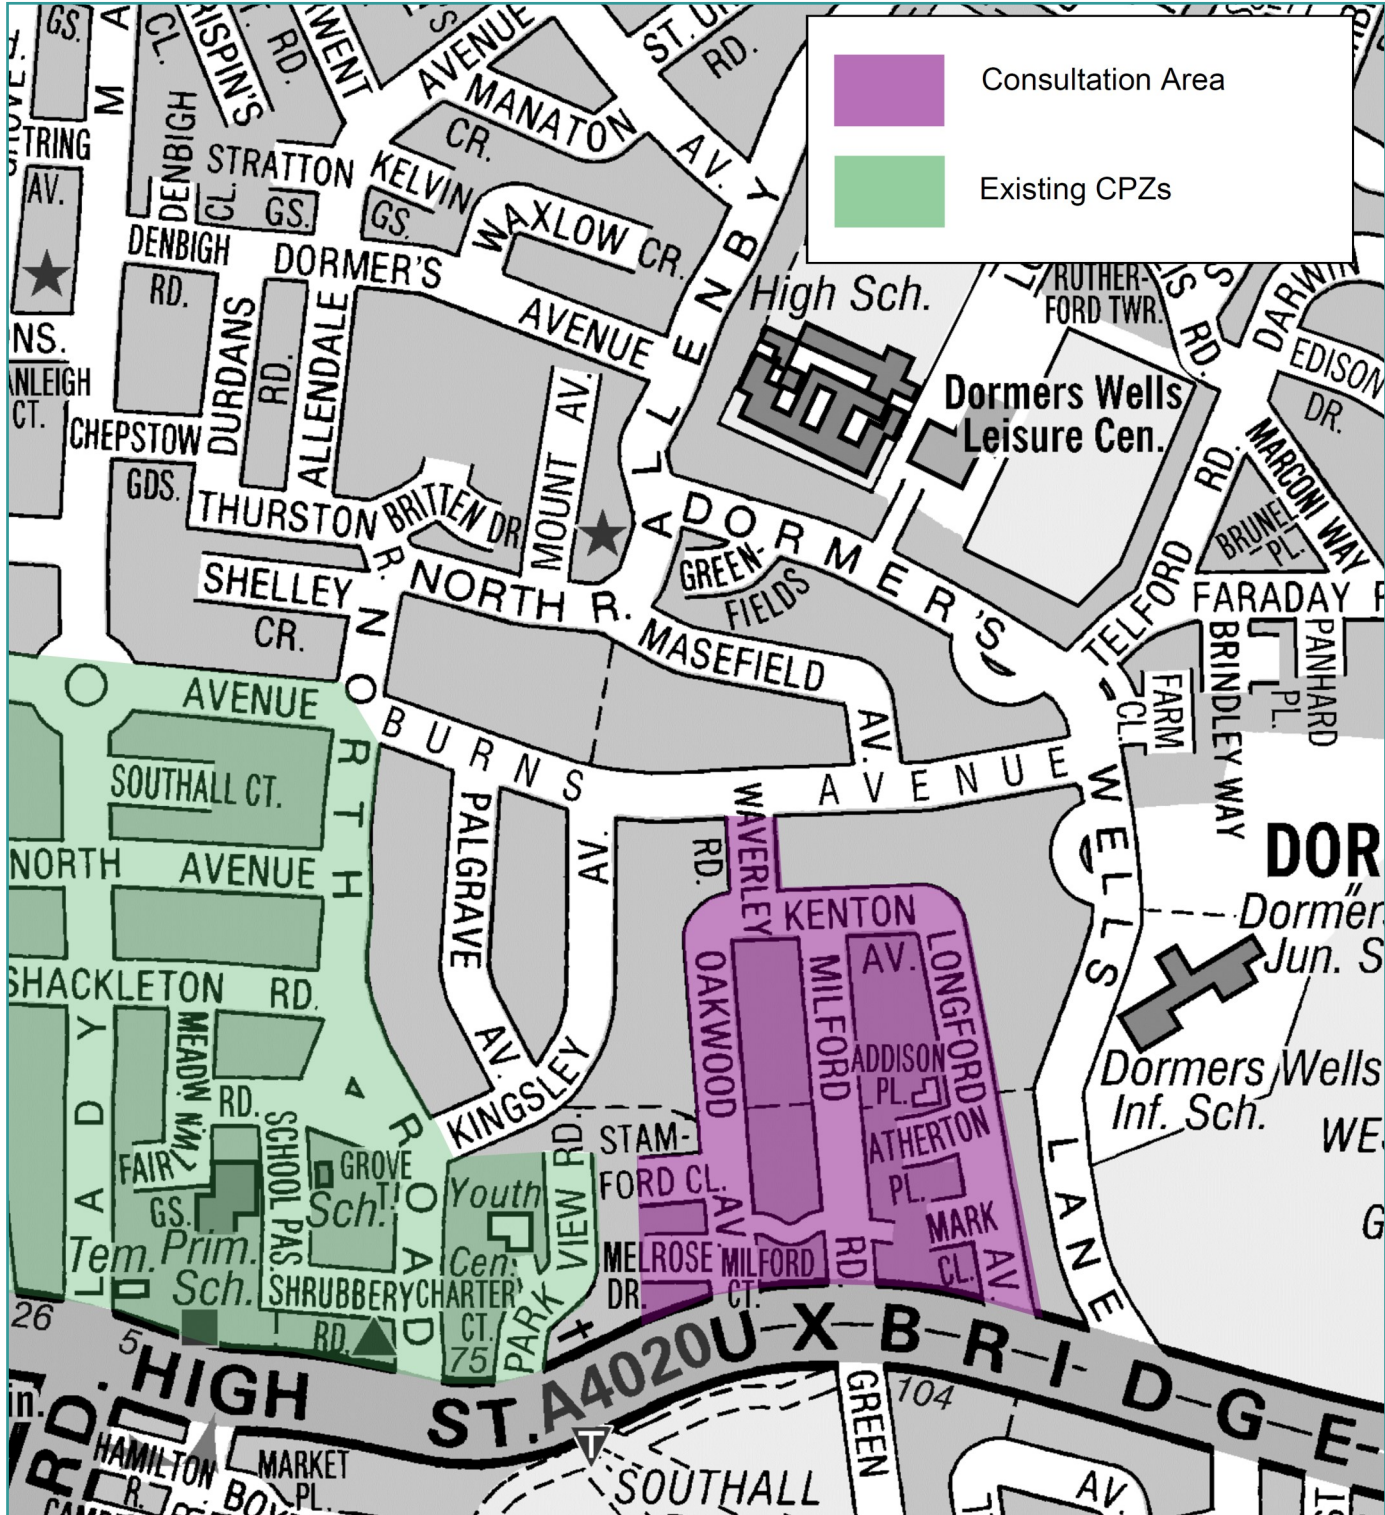 Consultation Area
Existing CPZs
GS.
CL.
RD.
AVENUE
ST.
RD.
MANATON
CR.
AV.
TRING
AV.
DENBIGH
CL.
STRATTON
GS.
KELVIN
GS.
WAXLOW CR.
ALLENBY
DENBIGH
RD.
DORMER'S
AVENUE
High Sch.
RUTHER-
FORD TWR.
RD.
DARWIN
EDISON
DR.
DURDANS
RD.
ALLENDALE
MOUNT AV.
Dormers Wells
Leisure Cen.
CHEPSTOW
GDS.
CT.
THURSTON
R.
BRITTEN DR.
NORTH R.
SHELLEY
CR.
DORMER'S
GREEN-
FIELDS
MASEFIELD
AV.
TELFORD
RD.
MARCONI WAY
BRUNEL
PL.
FARADAY
BRINDLEY WAY
PANHARD
PL.
FARM
CL.
AVENUE
NORTH
ROAD
BURNS
AVENUE
SOUTHALL CT.
NORTH AVENUE
PALGRAVE
AV.
AV.
WAVERLEY
RD.
KENTON
AV.
WELLS
LANE
DOR
Jun. S
SHACKLETON RD.
LADY
MEADW.
RD.
OAKWOOD
AV
MILFORD
RD.
LONGFORD
AV.
ADDISON
PL.
ATHERTON
PL.
MARK
CL.
Dormers Wells
Inf. Sch.
KINGSLEY
STAM-
FORD CL.
FAIR
GS.
SCHOOL PAS.
GROVE
Sch.
Youth
Cen.
PARK VIEW RD.
Tem.
Prim.
Sch.
SHRUBBERY
RD.
CHARTER
CT.
75
MELROSE
DR.
MILFORD
CT.
26
5
HIGH
ST.
A4020
UXBRIDGE
104
GREEN
RD.
HAMILTON
R.
MARKET
PL.
T
SOUTHALL
AV.